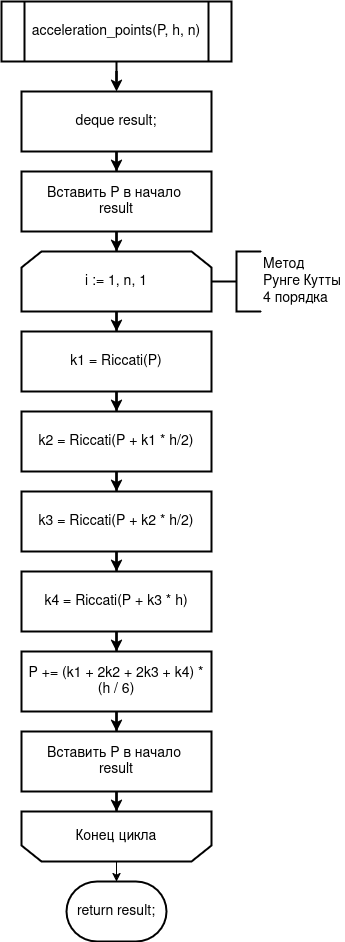 acceleration_points(P, h, n)
deque result;
Вставить P в начало
result
i := 1, n, 1
Метод
Рунге Кутты
4 порядка
k1 = Riccati(P)
k2 = Riccati(P + k1 * h/2)
k3 = Riccati(P + k2 * h/2)
k4 = Riccati(P + k3 * h)
P += (k1 + 2k2 + 2k3 + k4) *
(h / 6)
Вставить P в начало
result
Конец цикла
return result;